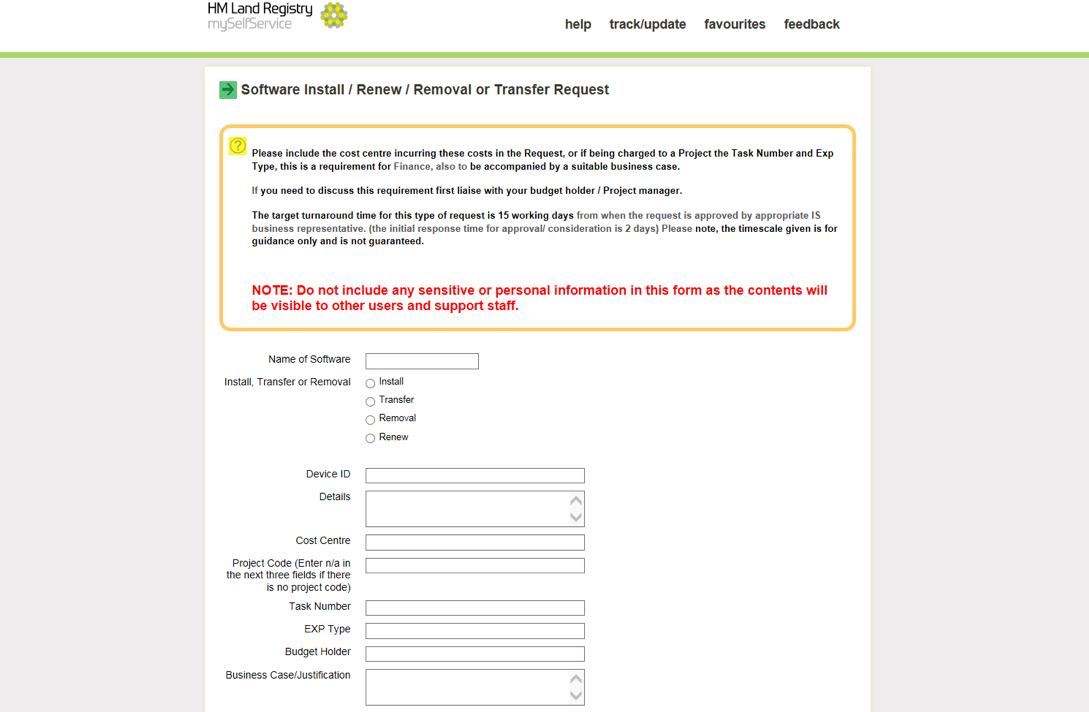 HM Land Registry
mySelfService
help track/update favourites feedback
Software Install / Renew / Removal or Transfer Request
Please include the cost centre incurring these costs in the Request, or if being charged to a Project the Task Number and Exp
Type, this is a requirement for Finance, also to be accompanied by a suitable business case.
If you need to discuss this requirement first liaise with your budget holder / Project manager.
The target turnaround time for this type of request is 15 working days from when the request is approved by appropriate IS
business representative. (the initial response time for approval/ consideration is 2 days) Please note, the timescale given is for
guidance only and is not guaranteed.
NOTE: Do not include any sensitive or personal information in this form as the contents will
be visible to other users and support staff.
Name of Software
Install, Transfer or Removal
Install
Transfer
Removal
Renew
Device ID
Details
Cost Centre
Project Code (Enter n/a in
the next three fields if there
is no project code)
Task Number
EXP Type
Budget Holder
Business Case/Justification